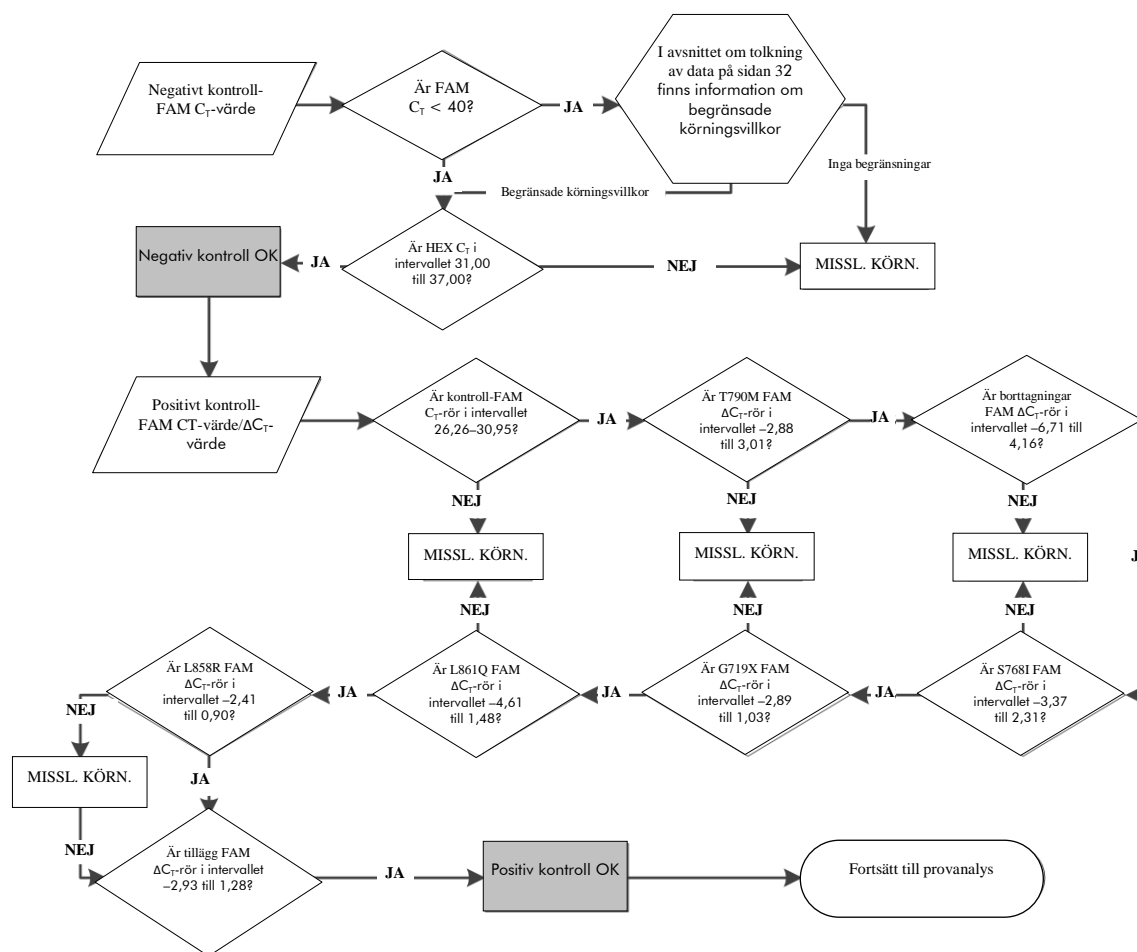 Negativt kontroll-
FAM CT-värde
Är FAM
CT < 40?
JA
I avsnittet om tolkning
av data på sidan 32
finns information om
begränsade
körningsvillkor
JA
Begränsade körningsvillkor
Inga begränsningar
Negativ kontroll OK
JA
Är HEX CT i
intervallet 31,00
till 37,00?
NEJ
MISSL. KÖRN.
Positivt kontroll-
FAM CT-värde/ΔCT-
värde
Är kontroll-FAM
CT-rör i intervallet
26,26–30,95?
JA
Är T790M FAM
ΔCT-rör i
intervallet –2,88
till 3,01?
JA
Är borttagningar
FAM ΔCT-rör i
intervallet –6,71 till
4,16?
NEJ
NEJ
NEJ
MISSL. KÖRN.
MISSL. KÖRN.
MISSL. KÖRN.
NEJ
NEJ
NEJ
Är L858R FAM
ΔCT-rör i
intervallet –2,41
till 0,90?
JA
Är L861Q FAM
ΔCT-rör i
intervallet –4,61
till 1,48?
JA
Är G719X FAM
ΔCT-rör i
intervallet –2,89
till 1,03?
JA
Är S768I FAM
ΔCT-rör i
intervallet –3,37
till 2,31?
NEJ
MISSL. KÖRN.
JA
NEJ
Är tillägg FAM
ΔCT-rör i intervallet
–2,93 till 1,28?
JA
Positiv kontroll OK
Fortsätt till provanalys